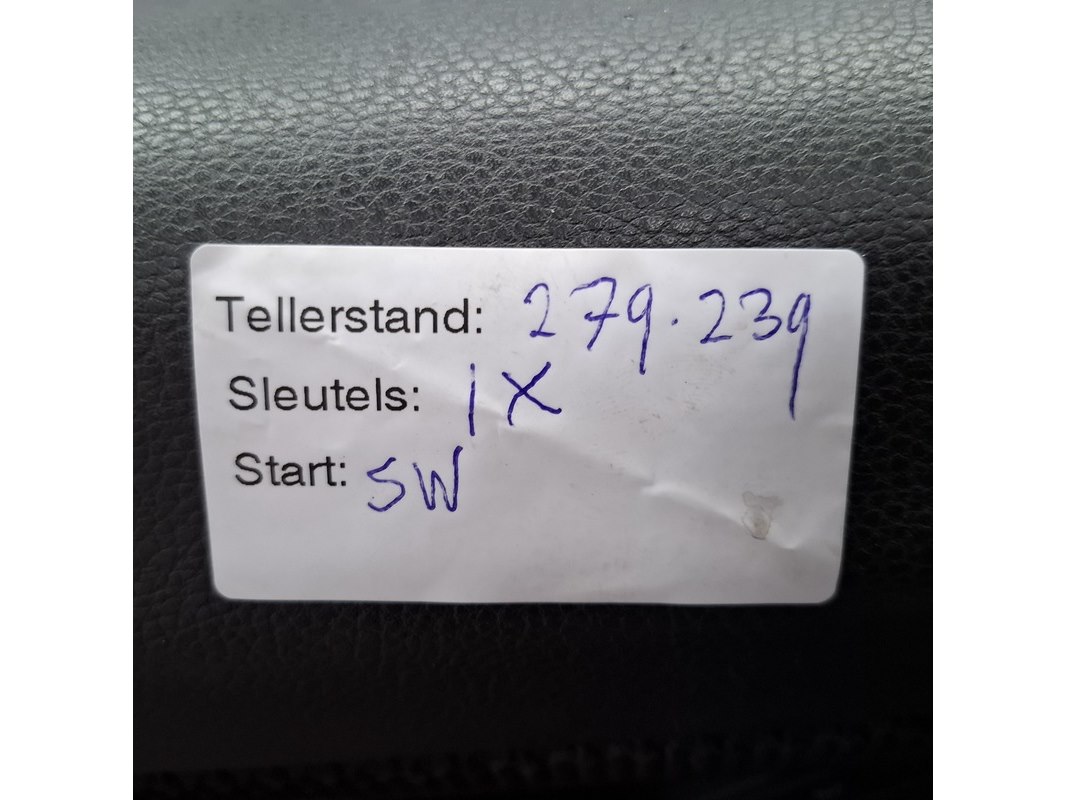 Tellerstand: 279.239
Sleutels: 1X
Start: SW